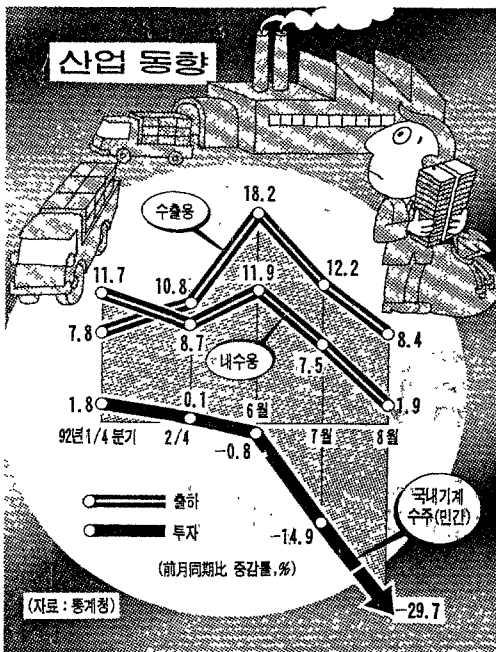 산업 동향
수출용
18.2
11.7
10.8
11.9
12.2
7.8
8.7
내수용
7.5
8.4
1.8
0.1
6월
1.9
92년 1/4 분기
2/4
-0.8
7월
8월
출하
투자
-14.9
국내기계
수주(민간)
(前月同期比 증감률, %)
(자료 : 통계청)
-29.7